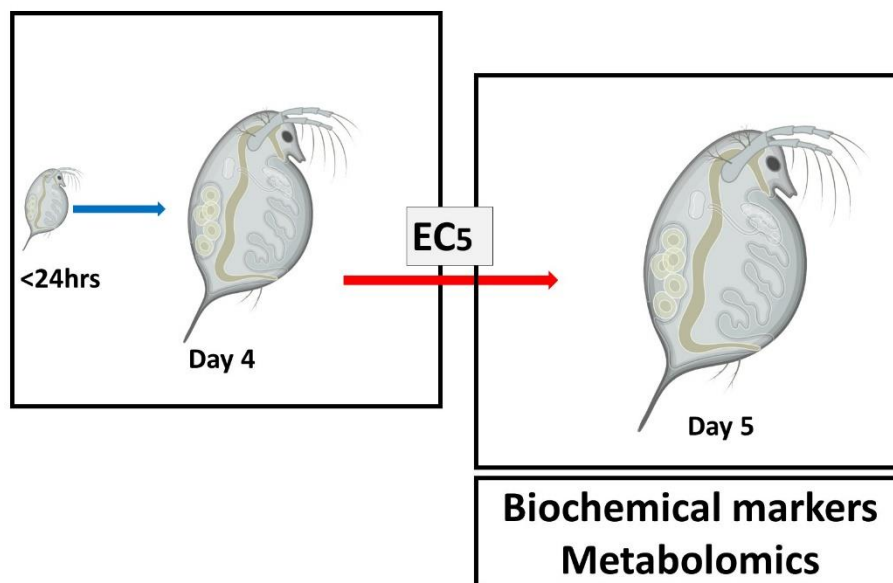 <24hrs
Day 4
EC5
Day 5
Biochemical markers
Metabolomics